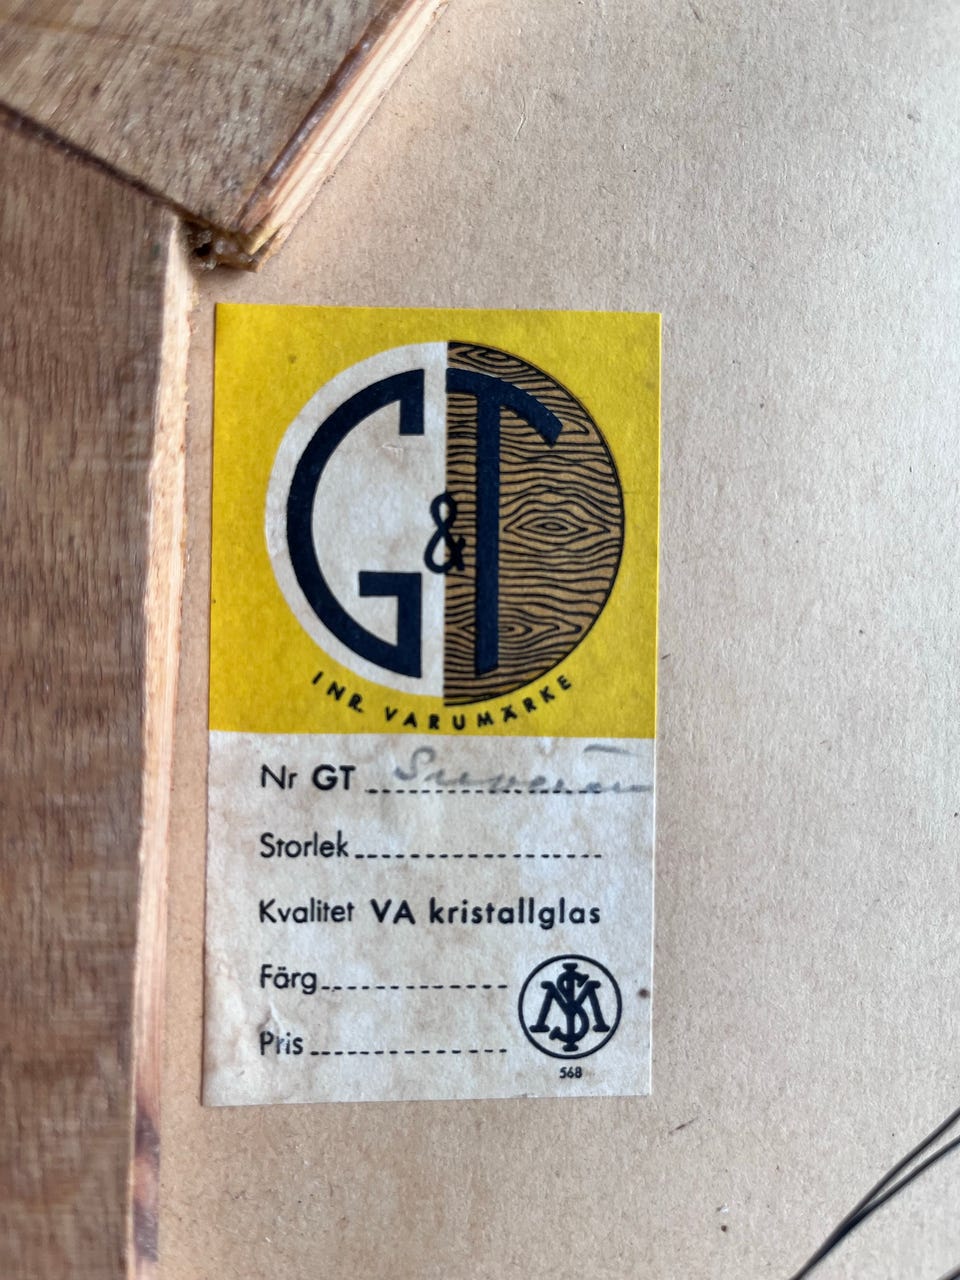 G&T
INR. VARUMÄRKE
Nr GT
Storlek
Kvalitet VA kristallglas
Färg
Pris
568